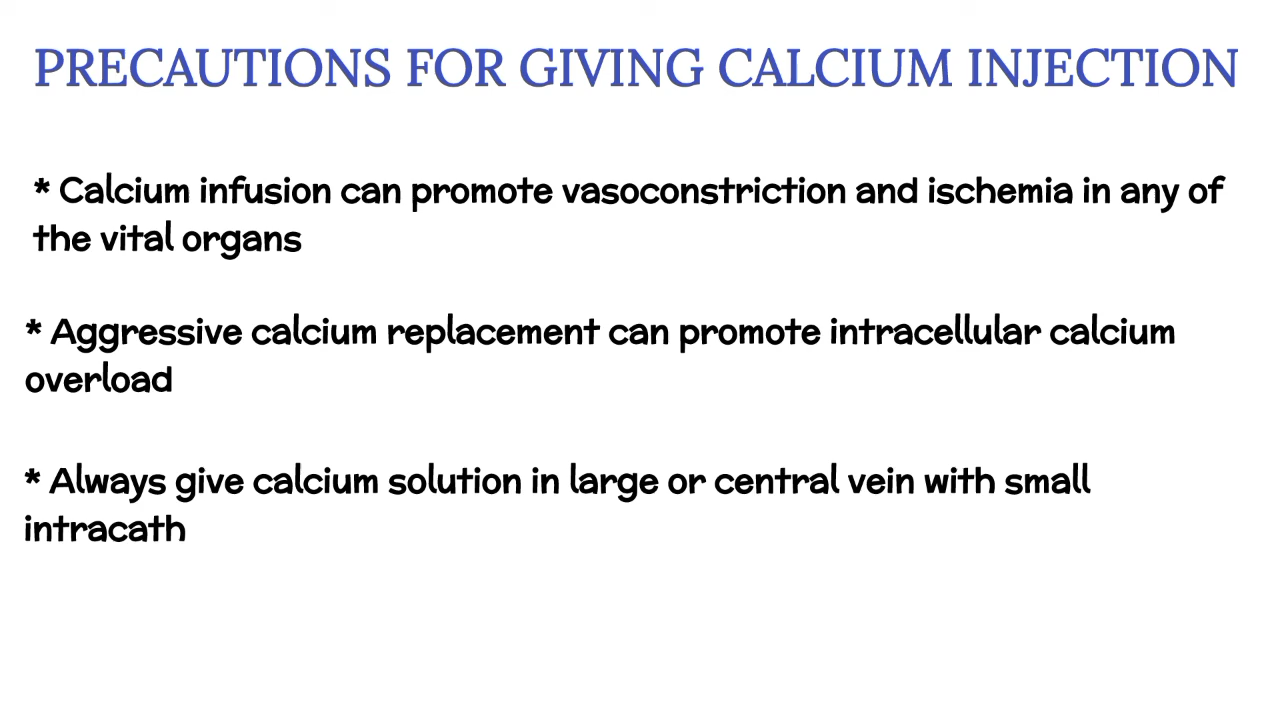 PRECAUTIONS FOR GIVING CALCIUM INJECTION
* Calcium infusion can promote vasoconstriction and ischemia in any of
the vital organs
* Aggressive calcium replacement can promote intracellular calcium
overload
* Always give calcium solution in large or central vein with small
intracath